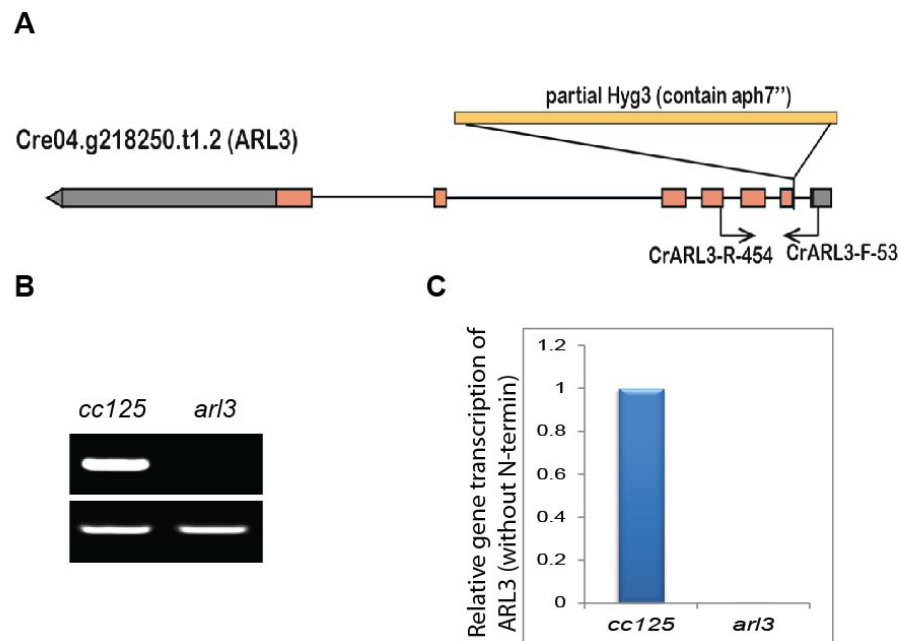 A
partial Hyg3 (contain aph7”)
Cre04.g218250.t1.2 (ARL3)
CrARL3-R-454
CrARL3-F-53
B
cc125
arl3
C
Relative gene transcription of
ARL3 (without N-termin)
1.2
1
0.8
0.6
0.4
0.2
0
cc125
arl3